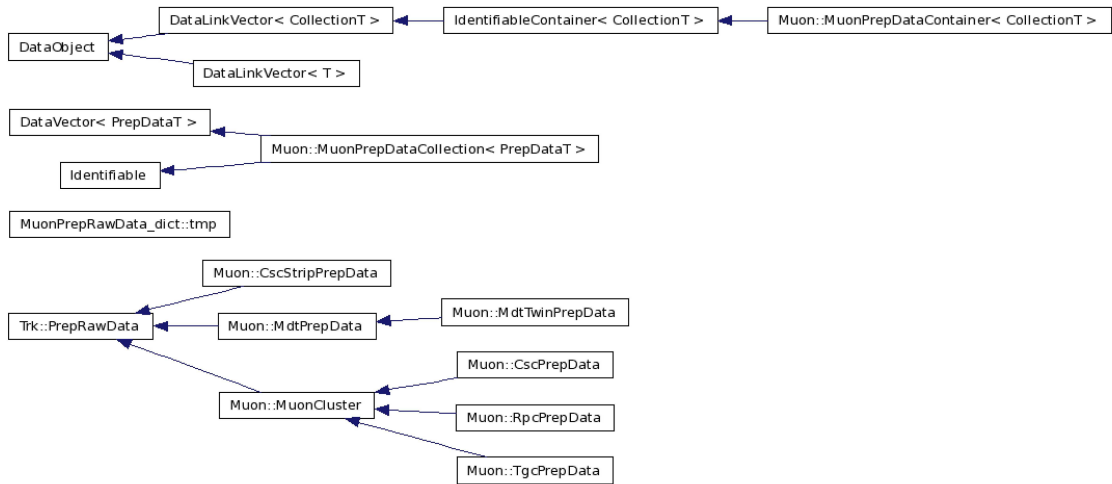 DataLinkVector< CollectionT >
IdentifiableContainer< CollectionT >
Muon::MuonPrepDataContainer< CollectionT >
DataObject
DataLinkVector< T >
DataVector< PrepDataT >
Muon::MuonPrepDataCollection< PrepDataT >
Identifiable
MuonPrepRawData_dict::tmp
Muon::CscStripPrepData
Muon::MdtTwinPrepData
Trk::PrepRawData
Muon::MdtPrepData
Muon::CscPrepData
Muon::MuonCluster
Muon::RpcPrepData
Muon::TgcPrepData